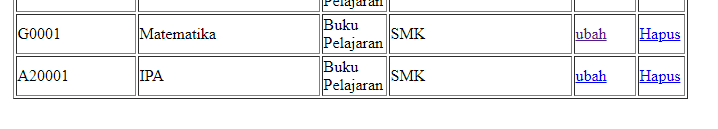 Pelajaran
G0001 Matematika Buku Pelajaran SMK ubah Hapus
A20001 IPA Buku Pelajaran SMK ubah Hapus